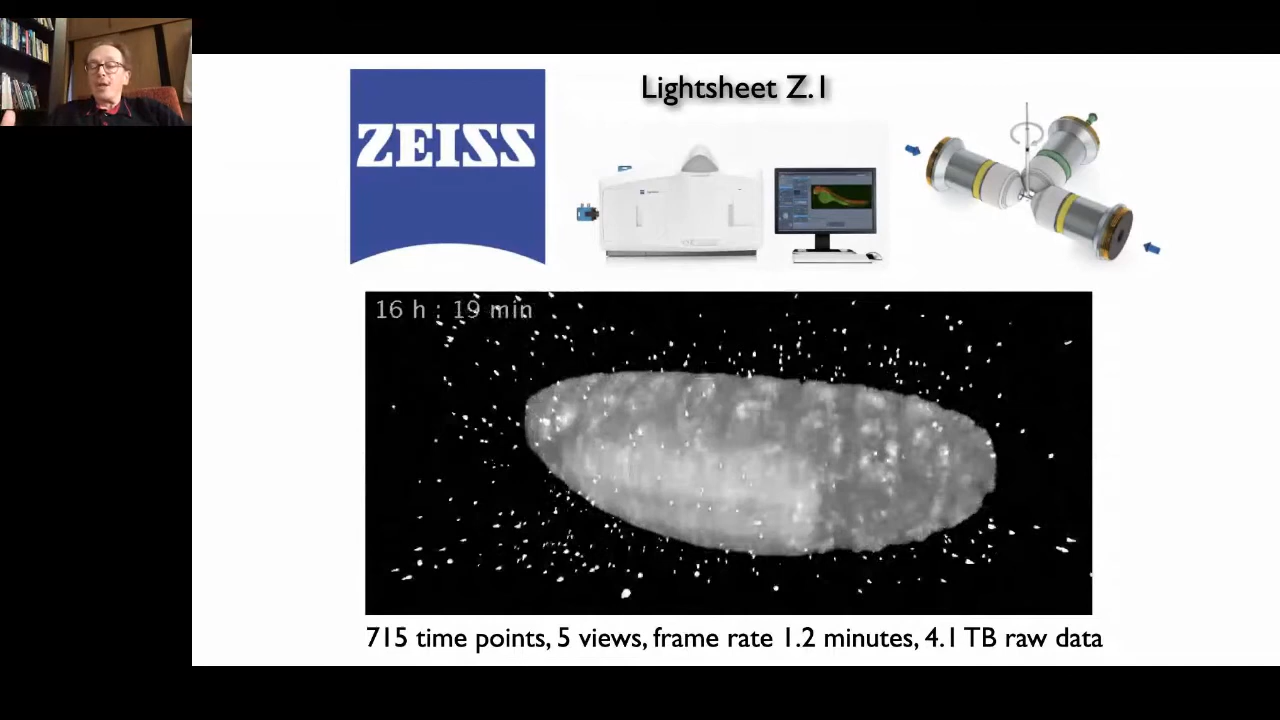 Lightsheet Z.1
ZEISS
16 h : 19 min
715 time points, 5 views, frame rate 1.2 minutes, 4.1 TB raw data